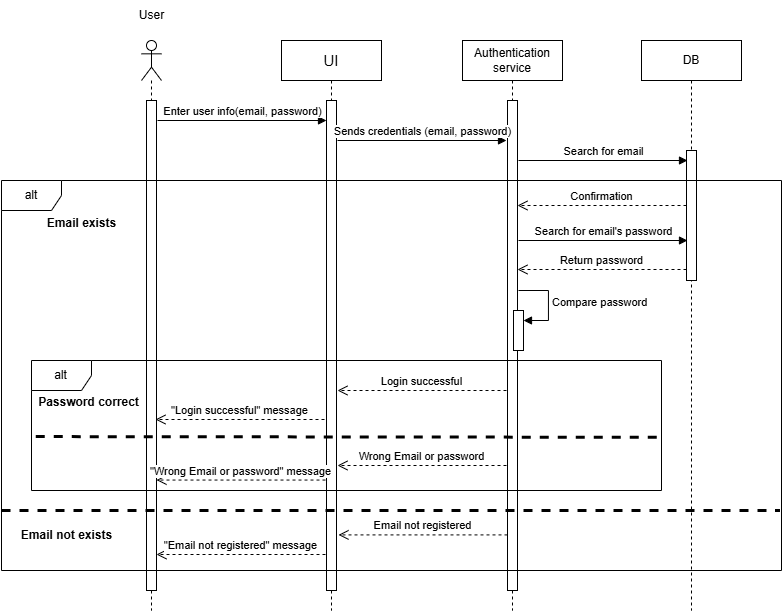 User
UI
Authentication
service
DB
Enter user info(email, password)
Sends credentials (email, password)
Search for email
alt
Confirmation
Email exists
Search for email's password
Return password
Compare password
alt
Login successful
Password correct
"Login successful" message
Wrong Email or password
"Wrong Email or password" message
Email not registered
Email not exists
"Email not registered" message